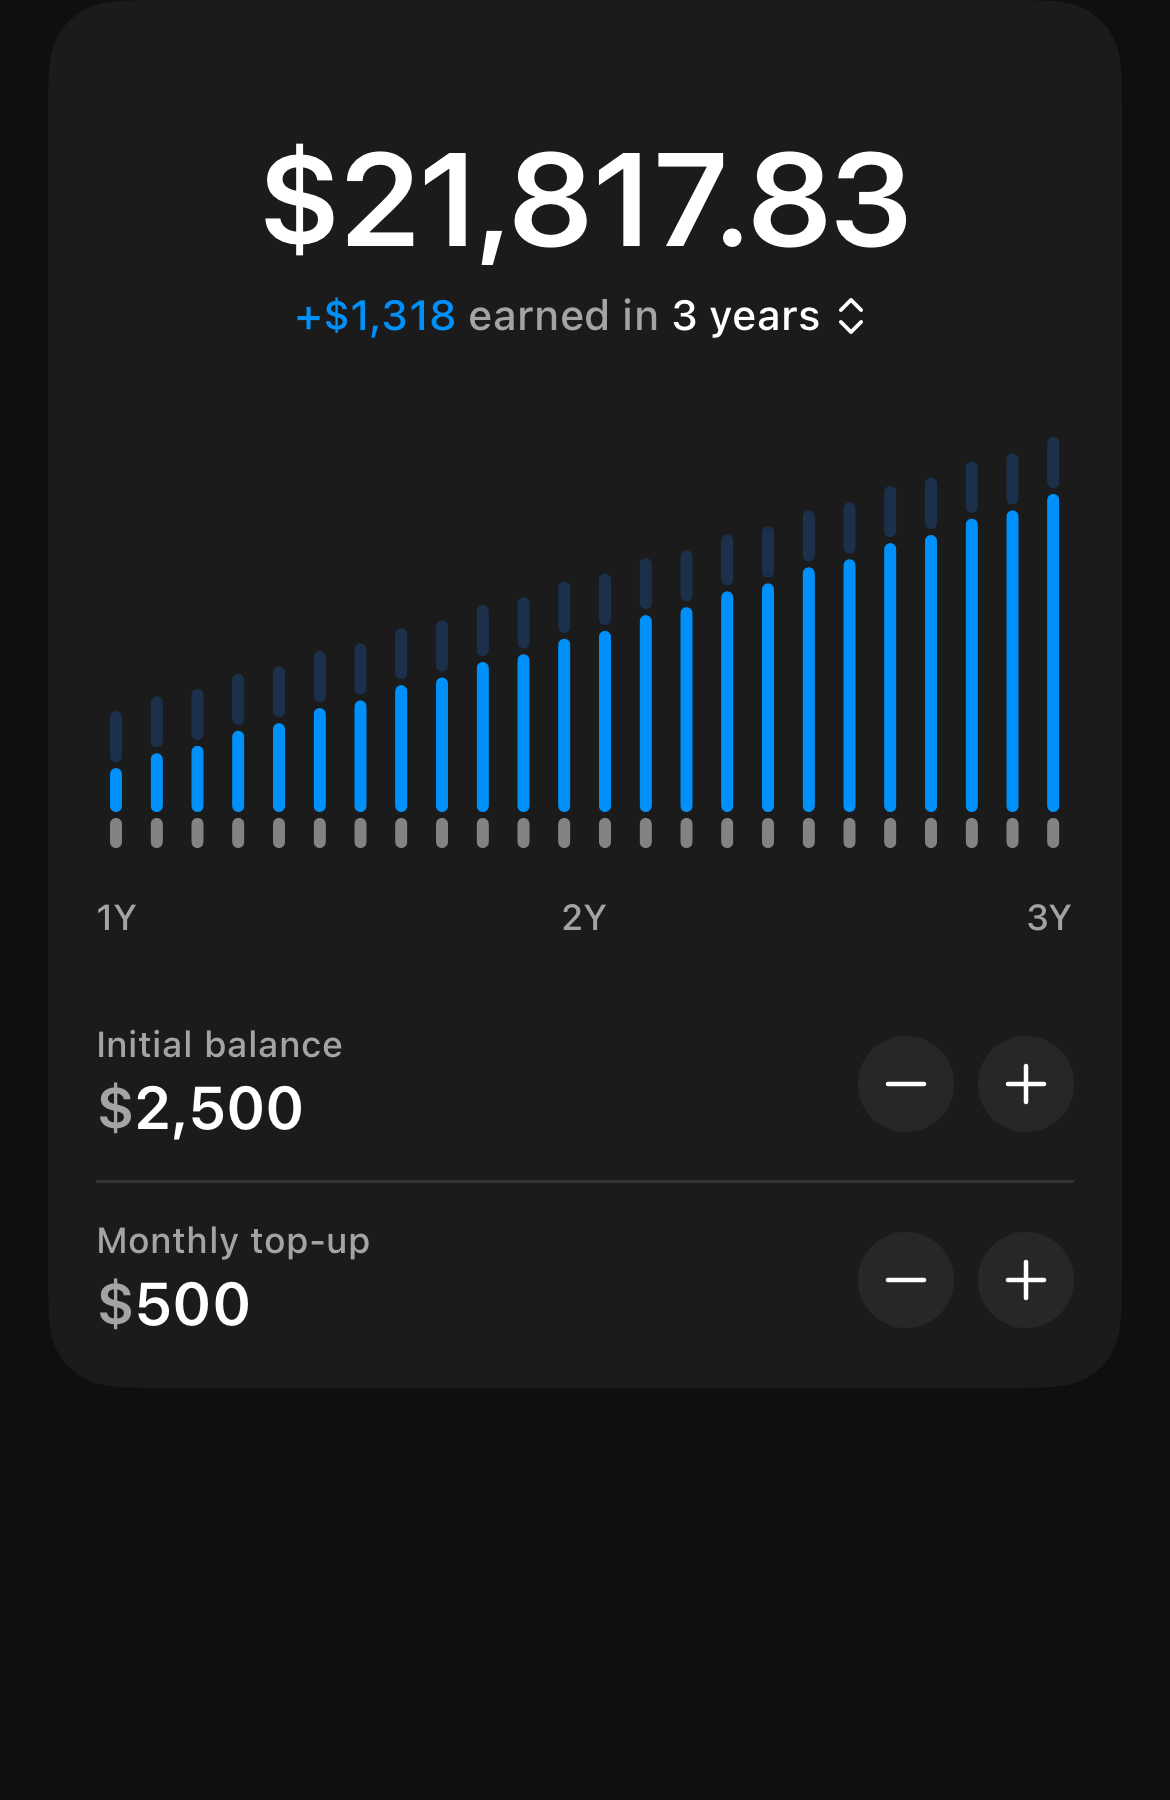 $21,817.83
+$1,318 earned in 3 years
1Y 2Y 3Y
Initial balance
$2,500
Monthly top-up
$500